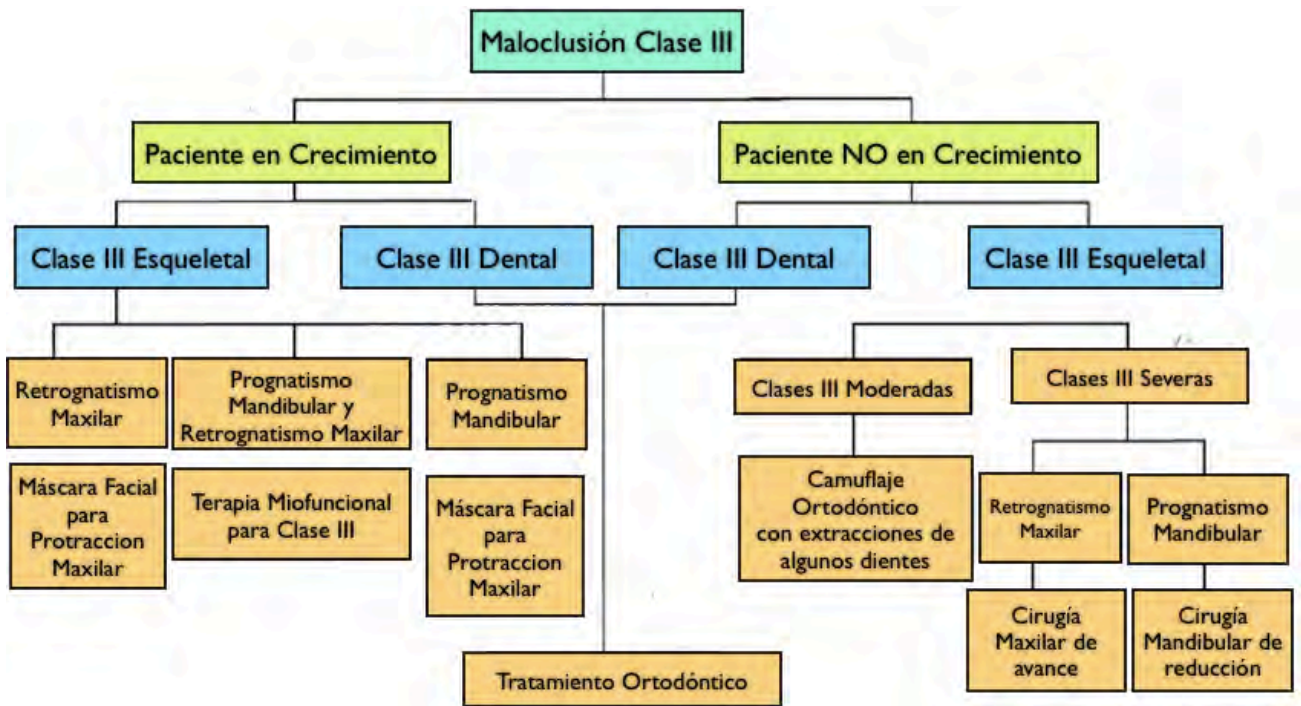 Maloclusión Clase III
Paciente en Crecimiento
Paciente NO en Crecimiento
Clase III Esqueletal
Clase III Dental
Clase III Dental
Clase III Esqueletal
Retrognatismo
Maxilar
Prognatismo
Mandibular y
Retrognatismo Maxilar
Prognatismo
Mandibular
Clases III Moderadas
Clases III Severas
Máscara Facial
para
Protraccion
Maxilar
Terapia Miofuncional
para Clase III
Máscara Facial
para
Protraccion
Maxilar
Camuflaje
Ortodóntico
con extracciones de
algunos dientes
Retrognatismo
Maxilar
Prognatismo
Mandibular
Cirugía
Maxilar de
avance
Cirugía
Mandibular de
reducción
Tratamiento Ortodóntico